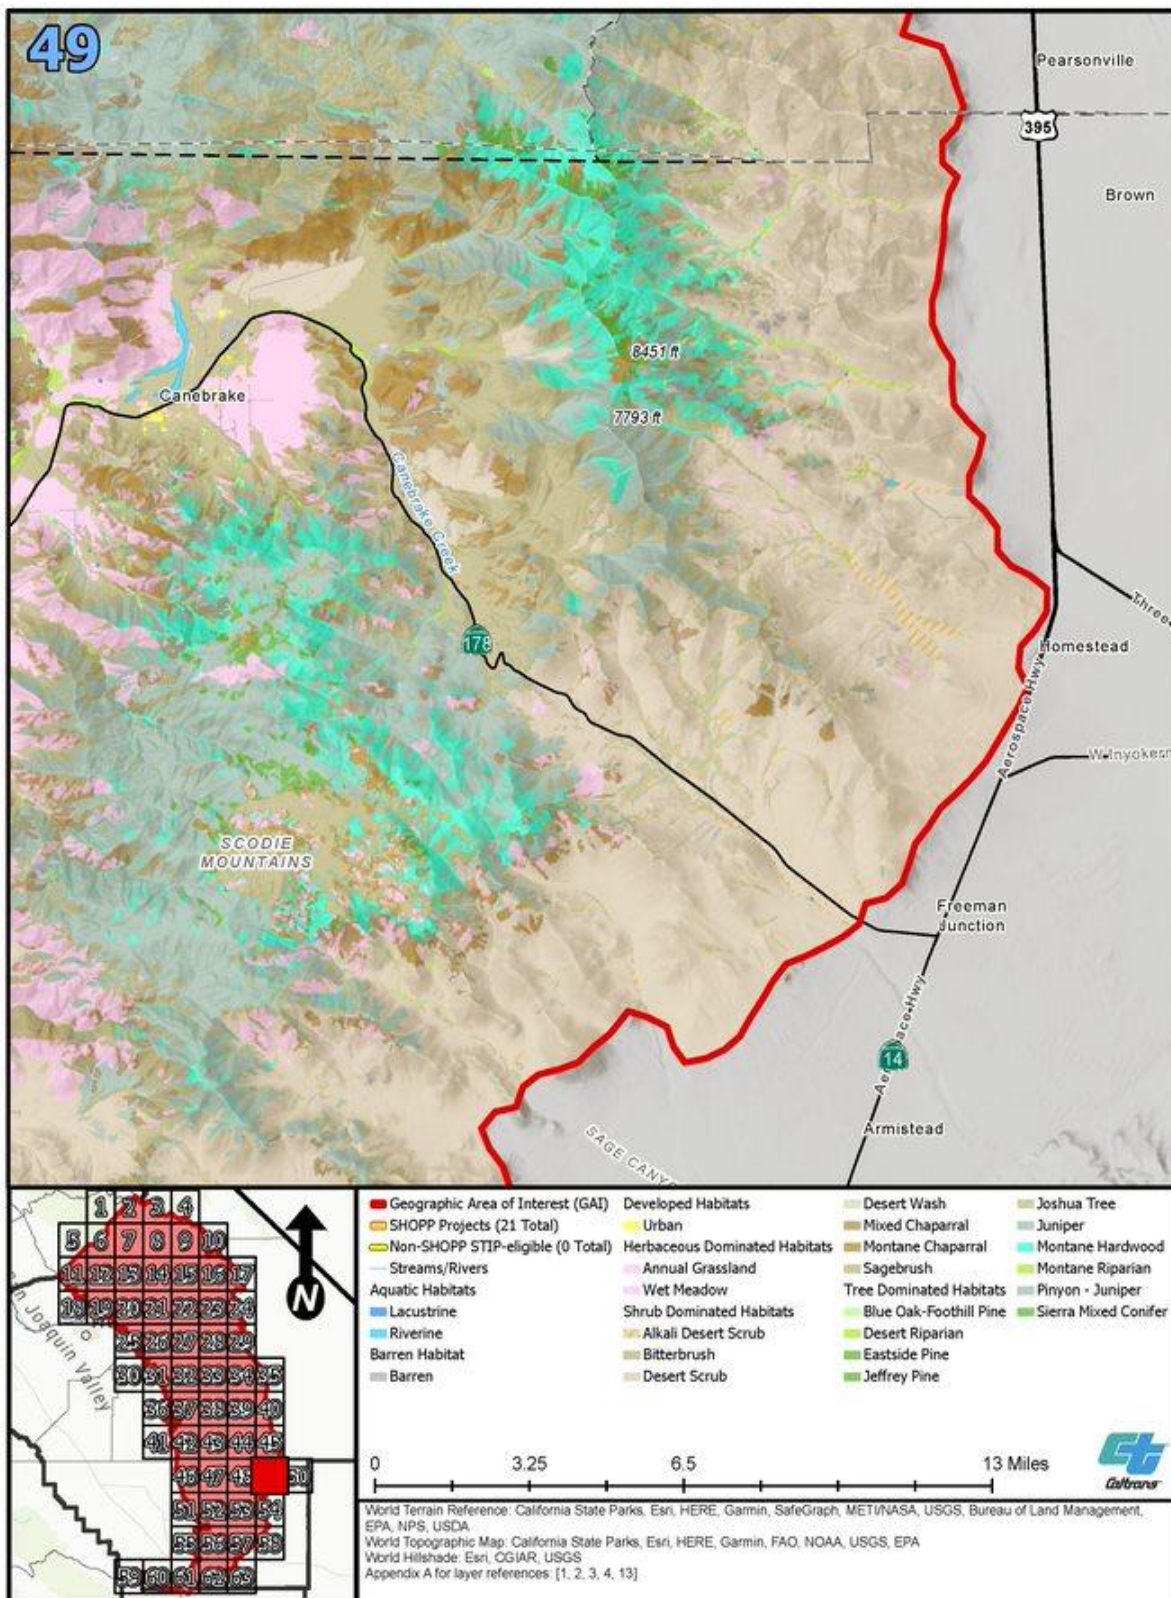 49
Pearsonville
395
Brown
8451 ft
7793 ft
Canebrake
Canebrake Creek
178
Three
Homestead
Aerospace Hwy
W Inyokern
SCODIE
MOUNTAINS
Freeman
Junction
Aerospace Hwy
14
Armistead
SAGE CANY
1 2 3 4
5 6 7 8 9 10
11 12 13 14 15 16 17
18 19 20 21 22 23 24
25 26 27 28 29
30 31 32 33 34 35
36 37 38 39 40
41 42 43 44 45
46 47 48 50
51 52 53 54
55 56 57 58
59 60 61 62 63
n Joaquin Valley
N
Geographic Area of Interest (GAI)
SHOPP Projects (21 Total)
Non-SHOPP STIP-eligible (0 Total)
Streams/Rivers
Aquatic Habitats
Lacustrine
Riverine
Barren Habitat
Barren
Developed Habitats
Urban
Herbaceous Dominated Habitats
Annual Grassland
Wet Meadow
Shrub Dominated Habitats
Alkali Desert Scrub
Bitterbrush
Desert Scrub
Desert Wash
Mixed Chaparral
Montane Chaparral
Sagebrush
Tree Dominated Habitats
Blue Oak-Foothill Pine
Desert Riparian
Eastside Pine
Jeffrey Pine
Joshua Tree
Juniper
Montane Hardwood
Montane Riparian
Pinyon - Juniper
Sierra Mixed Conifer
0 3.25 6.5 13 Miles
Caltrans
World Terrain Reference: California State Parks, Esri, HERE, Garmin, SafeGraph, METI/NASA, USGS, Bureau of Land Management,
EPA, NPS, USDA
World Topographic Map: California State Parks, Esri, HERE, Garmin, FAO, NOAA, USGS, EPA
World Hillshade: Esri, CGIAR, USGS
Appendix A for layer references: [1, 2, 3, 4, 13]